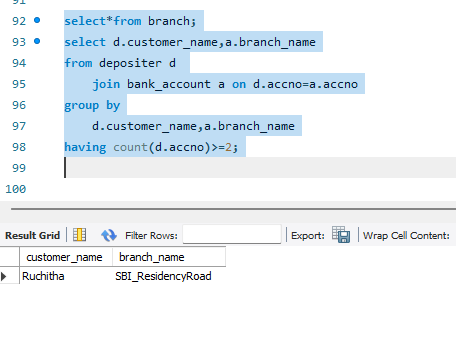 91
92 select*from branch;
93 select d.customer_name,a.branch_name
94 from depositer d
95 join bank_account a on d.accno=a.accno
96 group by
97 d.customer_name,a.branch_name
98 having count(d.accno)>=2;
99
100
Result Grid Filter Rows: Export: Wrap Cell Content:
customer_name branch_name
Ruchitha SBI_ResidencyRoad